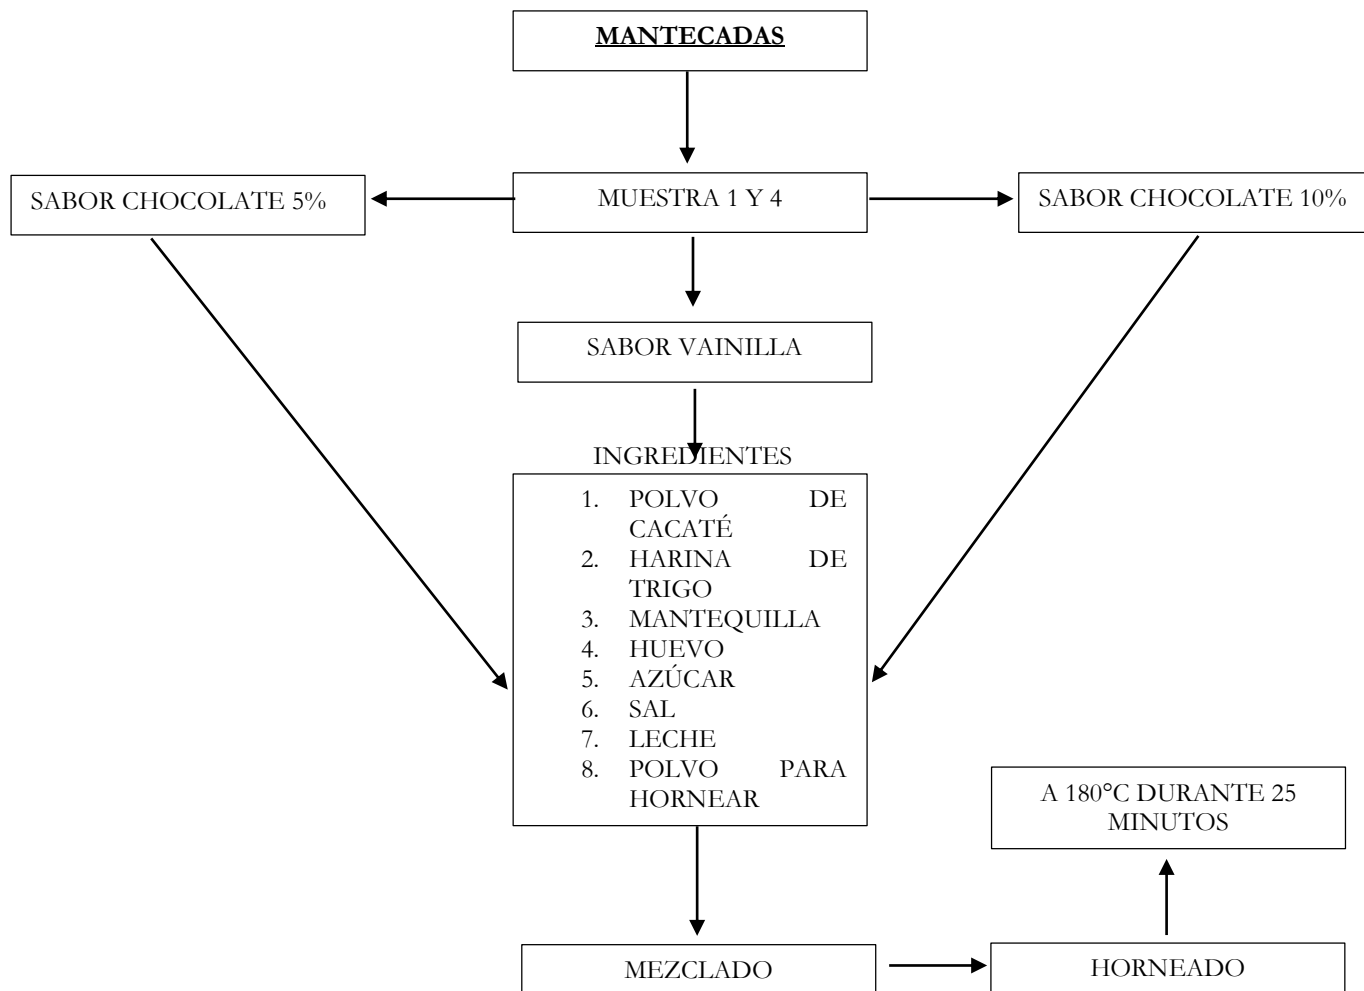 MANTECADAS
SABOR CHOCOLATE 5%
MUESTRA 1 Y 4
SABOR CHOCOLATE 10%
SABOR VAINILLA
INGREDIENTES
1. POLVO DE
CACATÉ
2. HARINA DE
TRIGO
3. MANTEQUILLA
4. HUEVO
5. AZÚCAR
6. SAL
7. LECHE
8. POLVO PARA
HORNEAR
A 180°C DURANTE 25
MINUTOS
MEZCLADO
HORNEADO